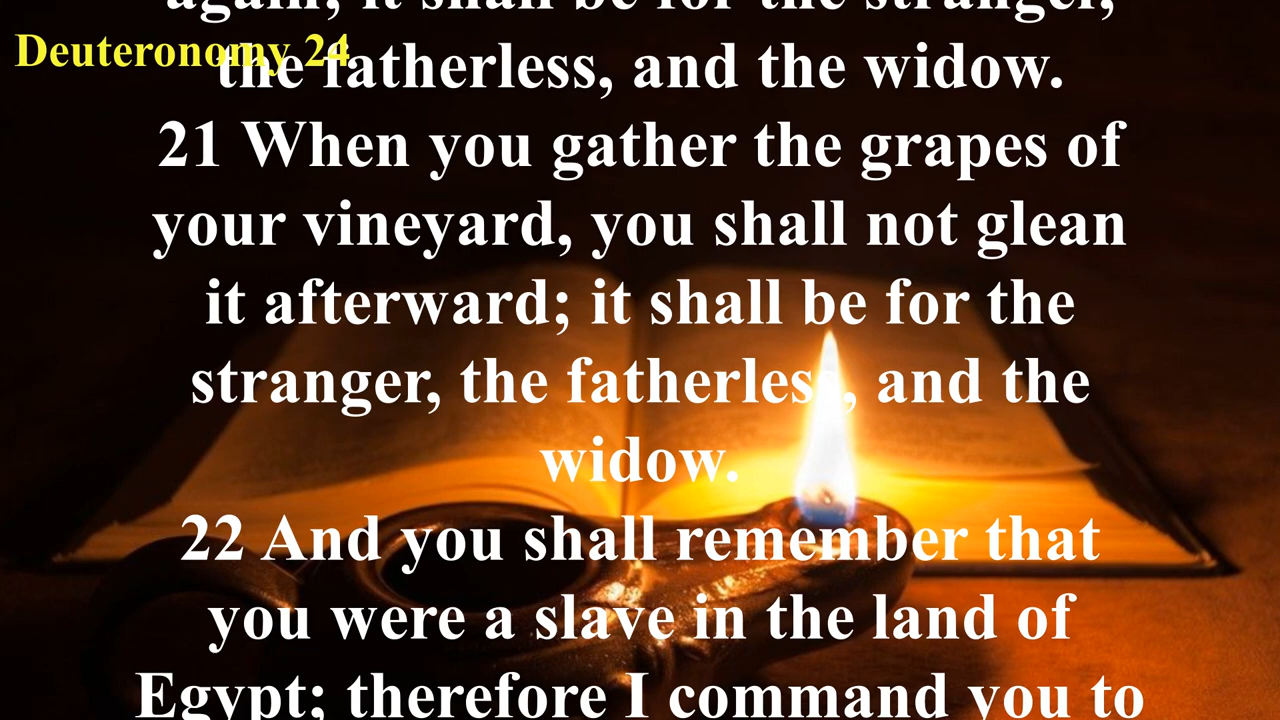 again; it shall be for the stranger,
Deuteronomy 24
the fatherless, and the widow.
21 When you gather the grapes of
your vineyard, you shall not glean
it afterward; it shall be for the
stranger, the fatherless, and the
widow.
22 And you shall remember that
you were a slave in the land of
Egypt; therefore I command you to